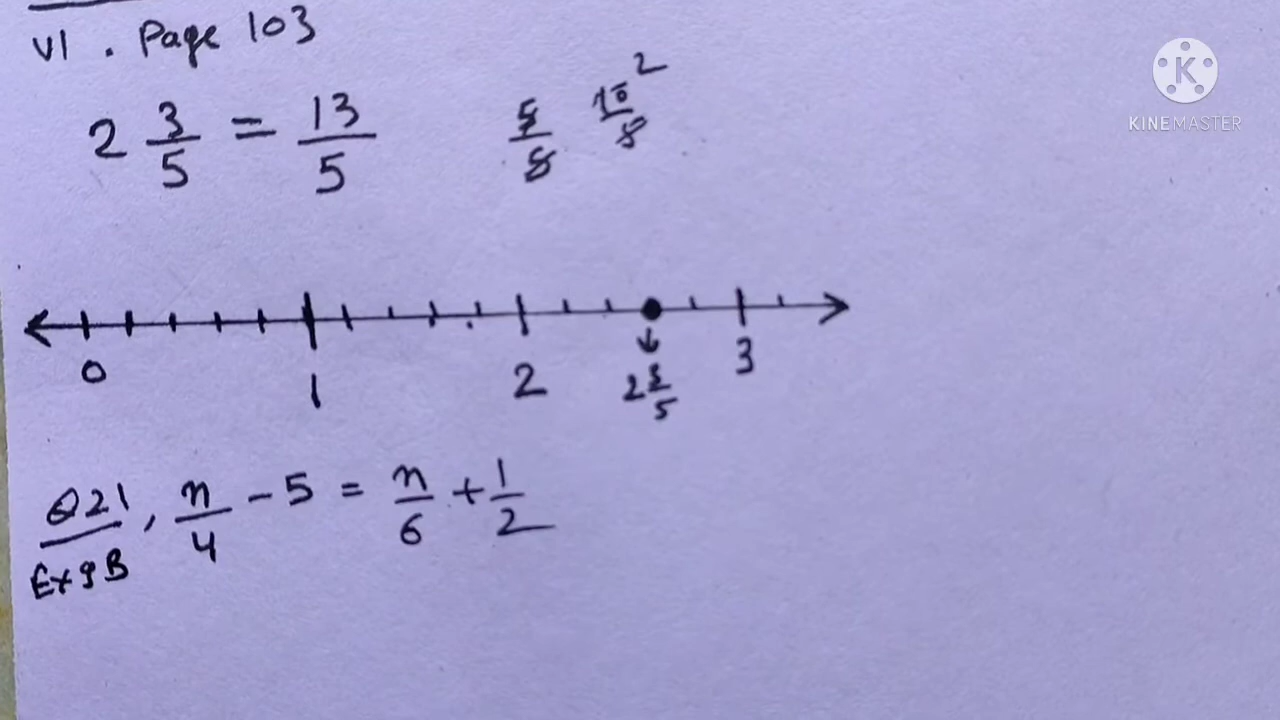 VI . Page 103
2 3/5 = 13/5
5/8 10/8 2
0 1 2 3
2 3/5
Q21, n/4 - 5 = n/6 + 1/2
Ex 9B
KINEMASTER